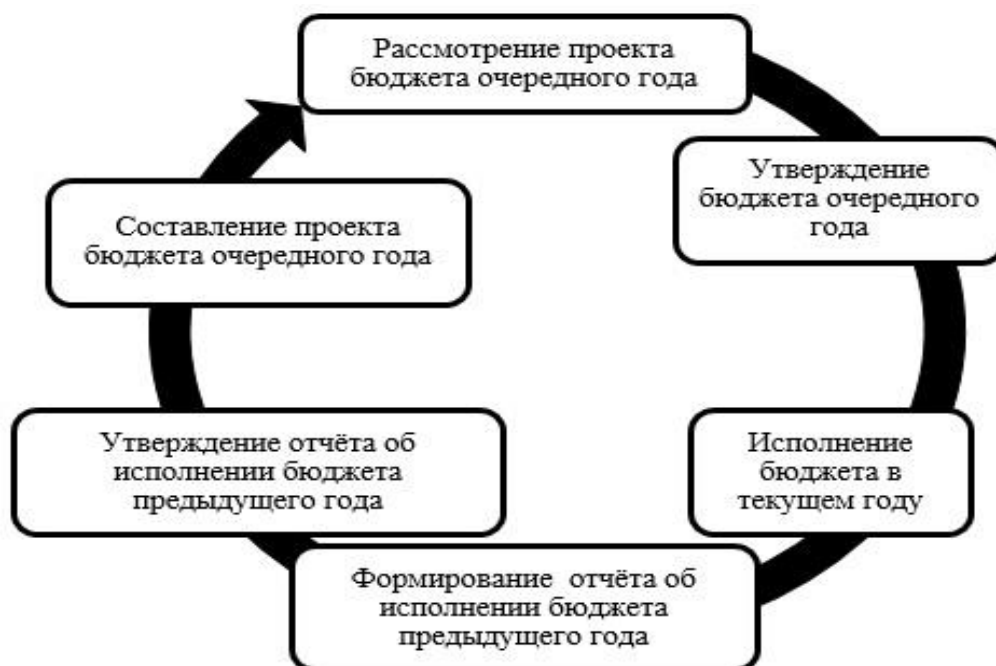 Рассмотрение проекта
бюджета очередного года
Утверждение
бюджета очередного
года
Исполнение
бюджета в
текущем году
Формирование отчёта об
исполнении бюджета
предыдущего года
Утверждение отчёта об
исполнении бюджета
предыдущего года
Составление проекта
бюджета очередного года